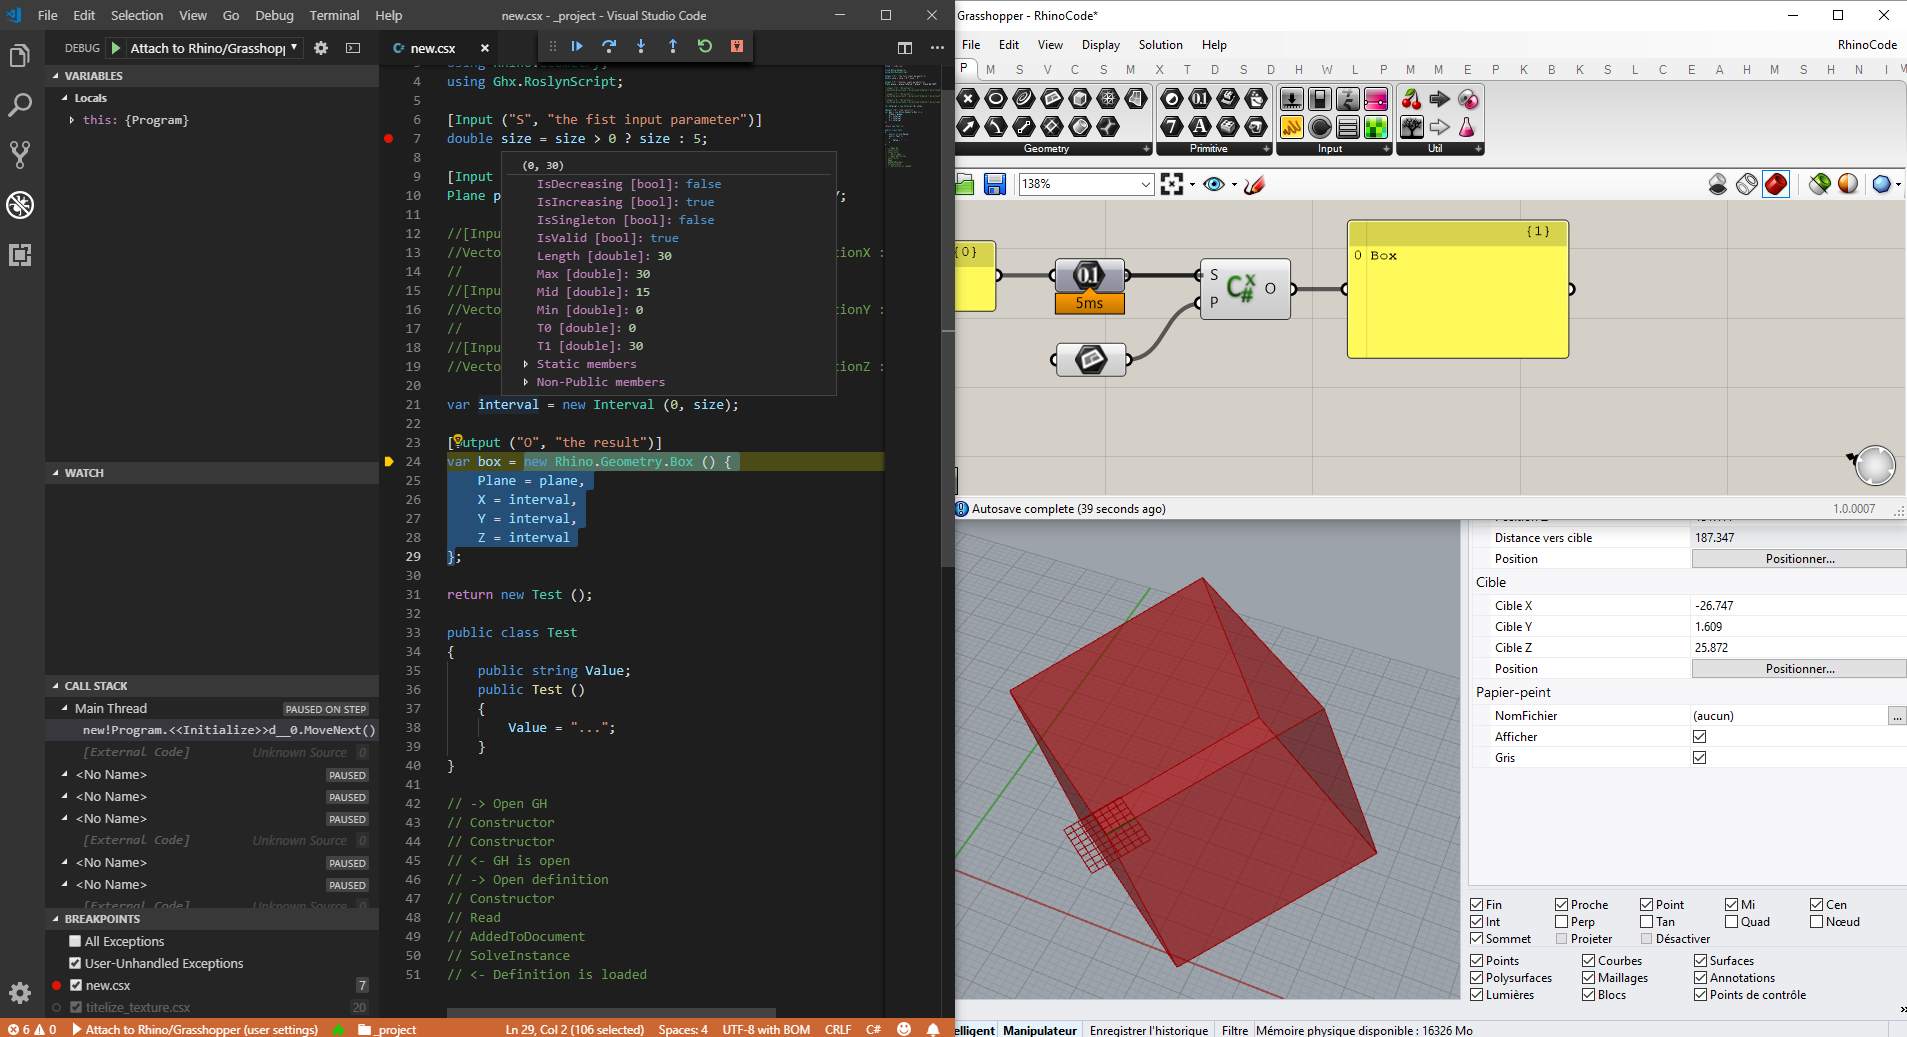 File Edit Selection View Go Debug Terminal Help
new.csx - _project - Visual Studio Code
DEBUG Attach to Rhino/Grasshop
new.csx
VARIABLES
Locals
this: {Program}
WATCH
CALL STACK
Main Thread PAUSED ON STEP
new!Program.<<Initialize>>d__0.MoveNext()
[External Code] Unknown Source 0
<No Name> PAUSED
<No Name> PAUSED
<No Name> PAUSED
[External Code] Unknown Source 0
<No Name> PAUSED
<No Name> PAUSED
[External Code] Unknown Source 0
BREAKPOINTS
All Exceptions
User-Unhandled Exceptions
new.csx 7
titelize_texture.csx 20
4 using Ghx.RoslynScript;
5
6 [Input ("S", "the fist input parameter")]
7 double size = size > 0 ? size : 5;
8
9 [Input
10 Plane p Y;
11
12 //[Inpu
13 //Vecto tionX :
14 //
15 //[Inpu
16 //Vecto tionY :
17 //
18 //[Inpu
19 //Vecto tionZ :
20
(0, 30)
IsDecreasing [bool]: false
IsIncreasing [bool]: true
IsSingleton [bool]: false
IsValid [bool]: true
Length [double]: 30
Max [double]: 30
Mid [double]: 15
Min [double]: 0
T0 [double]: 0
T1 [double]: 30
Static members
Non-Public members
21 var interval = new Interval (0, size);
22
23 [Output ("O", "the result")]
24 var box = new Rhino.Geometry.Box () {
25 Plane = plane,
26 X = interval,
27 Y = interval,
28 Z = interval
29 };
30
31 return new Test ();
32
33 public class Test
34 {
35 public string Value;
36 public Test ()
37 {
38 Value = "...";
39 }
40 }
41
42 // -> Open GH
43 // Constructor
44 // Constructor
45 // <- GH is open
46 // -> Open definition
47 // Constructor
48 // Read
49 // AddedToDocument
50 // SolveInstance
51 // <- Definition is loaded
6 0 Attach to Rhino/Grasshopper (user settings) _project Ln 29, Col 2 (106 selected) Spaces: 4 UTF-8 with BOM CRLF C#
Grasshopper - RhinoCode*
File Edit View Display Solution Help RhinoCode
P M S V C S M X T D S D H W L P M M E P K B K S L C E A H M S H N I M
Geometry Primitive Input Util
138%
{0}
0.1
5ms
S
P
C# X
O
{1}
0 Box
Autosave complete (39 seconds ago) 1.0.0007
Distance vers cible 187.347
Position Positionner...
Cible
Cible X -26.747
Cible Y 1.609
Cible Z 25.872
Position Positionner...
Papier-peint
NomFichier (aucun) ...
Afficher
Gris
Fin Proche Point Mi Cen
Int Perp Tan Quad Nœud
Sommet Projeter Désactiver
Points Courbes Surfaces
Polysurfaces Maillages Annotations
Lumières Blocs Points de contrôle
elligent Manipulateur Enregistrer l'historique Filtre Mémoire physique disponible : 16326 Mo